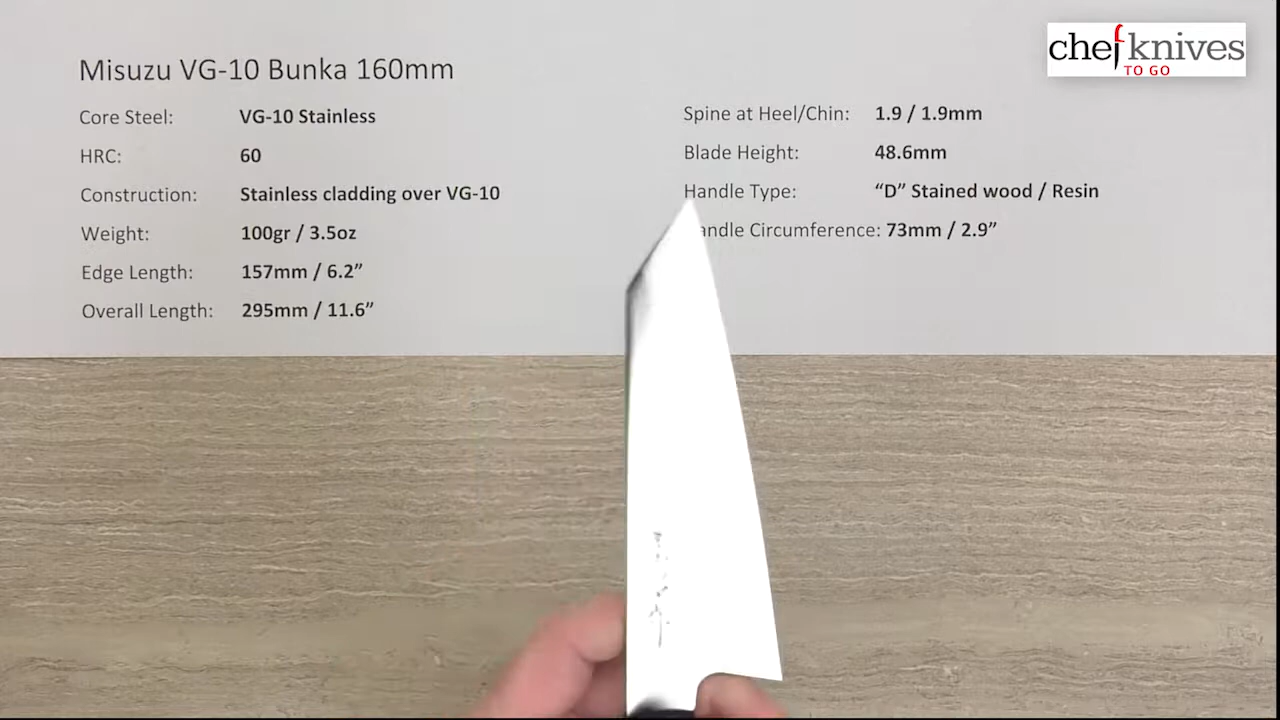 chefknives
TO GO
Misuzu VG-10 Bunka 160mm
Core Steel: VG-10 Stainless
HRC: 60
Construction: Stainless cladding over VG-10
Weight: 100gr / 3.5oz
Edge Length: 157mm / 6.2”
Overall Length: 295mm / 11.6”
Spine at Heel/Chin: 1.9 / 1.9mm
Blade Height: 48.6mm
Handle Type: “D” Stained wood / Resin
andle Circumference: 73mm / 2.9”